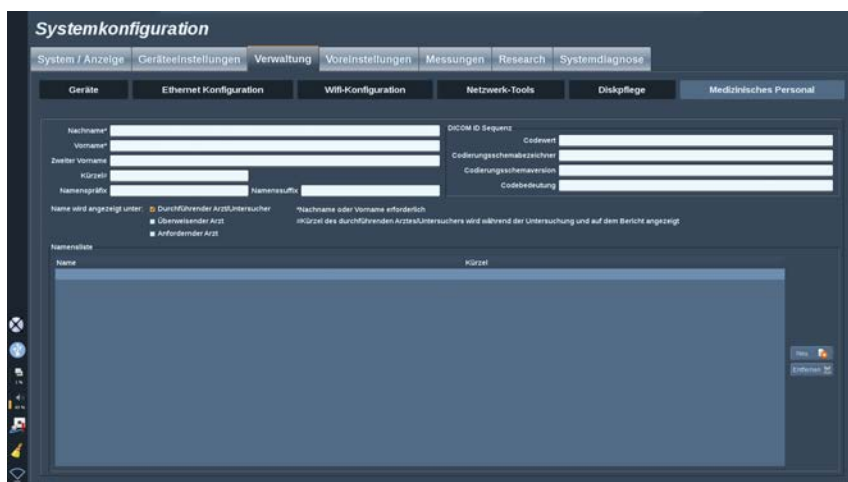 Systemkonfiguration
System / Anzeige Geräteeinstellungen Verwaltung Voreinstellungen Messungen Research Systemdiagnose
Geräte Ethernet Konfiguration Wifi-Konfiguration Netzwerk-Tools Diskpflege Medizinisches Personal
Nachname*
Vorname*
Zweiter Vorname
Kürzel¤
Namenspräfix Namenssuffix
DICOM ID Sequenz
Codewert
Codierungsschemabezeichner
Codierungsschemaversion
Codebedeutung
Name wird angezeigt unter: Durchführender Arzt/Untersucher *Nachname oder Vorname erforderlich
Überweisender Arzt ¤Kürzel des durchführenden Arztes/Untersuchers wird während der Untersuchung und auf dem Bericht angezeigt
Anfordernder Arzt
Namensliste
Name Kürzel
Neu
Entfernen